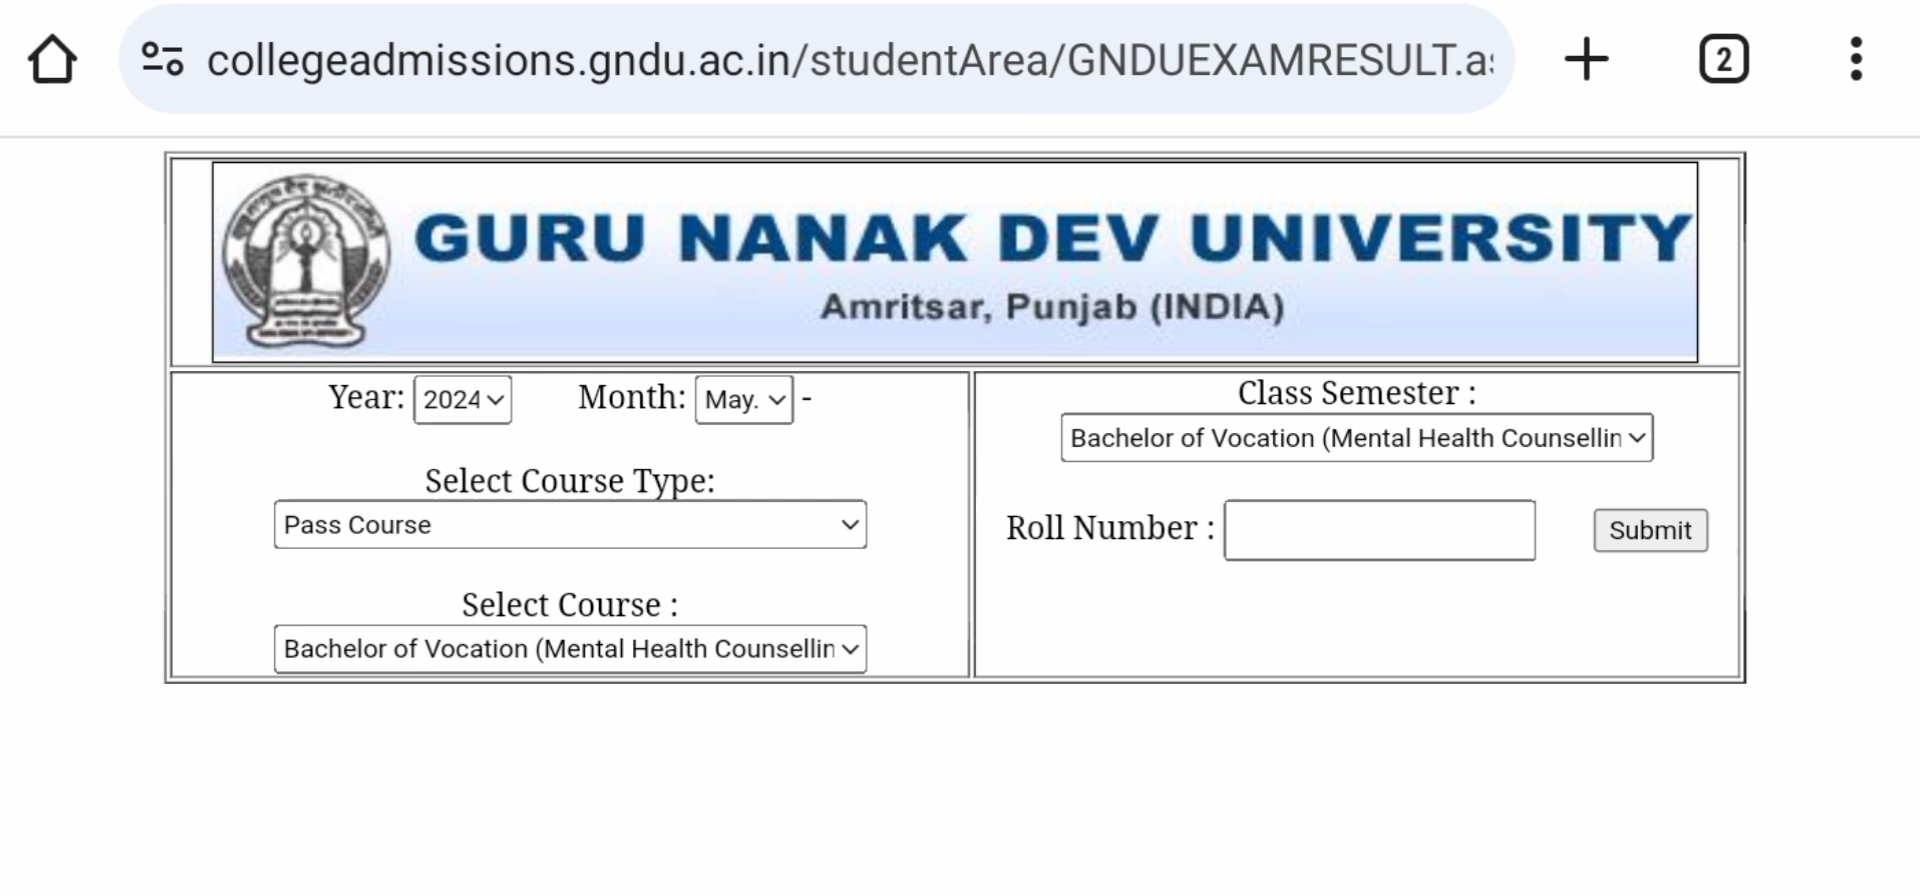 collegeadmissions.gndu.ac.in/studentArea/GNDUEXAMRESULT.as
2
GURU NANAK DEV UNIVERSITY
Amritsar, Punjab (INDIA)
Year: 2024 Month: May. -
Select Course Type:
Pass Course
Select Course :
Bachelor of Vocation (Mental Health Counsellin
Class Semester :
Bachelor of Vocation (Mental Health Counsellin
Roll Number : Submit